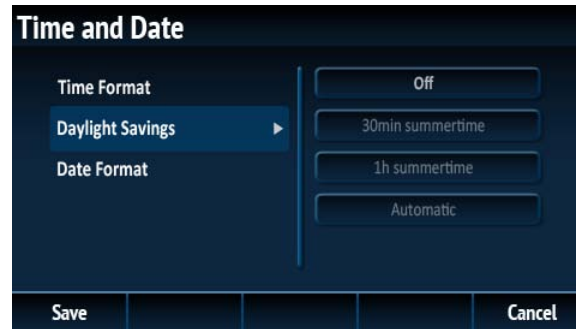 Time and Date
Time Format
Daylight Savings
Date Format
Off
30min summertime
1h summertime
Automatic
Save
Cancel